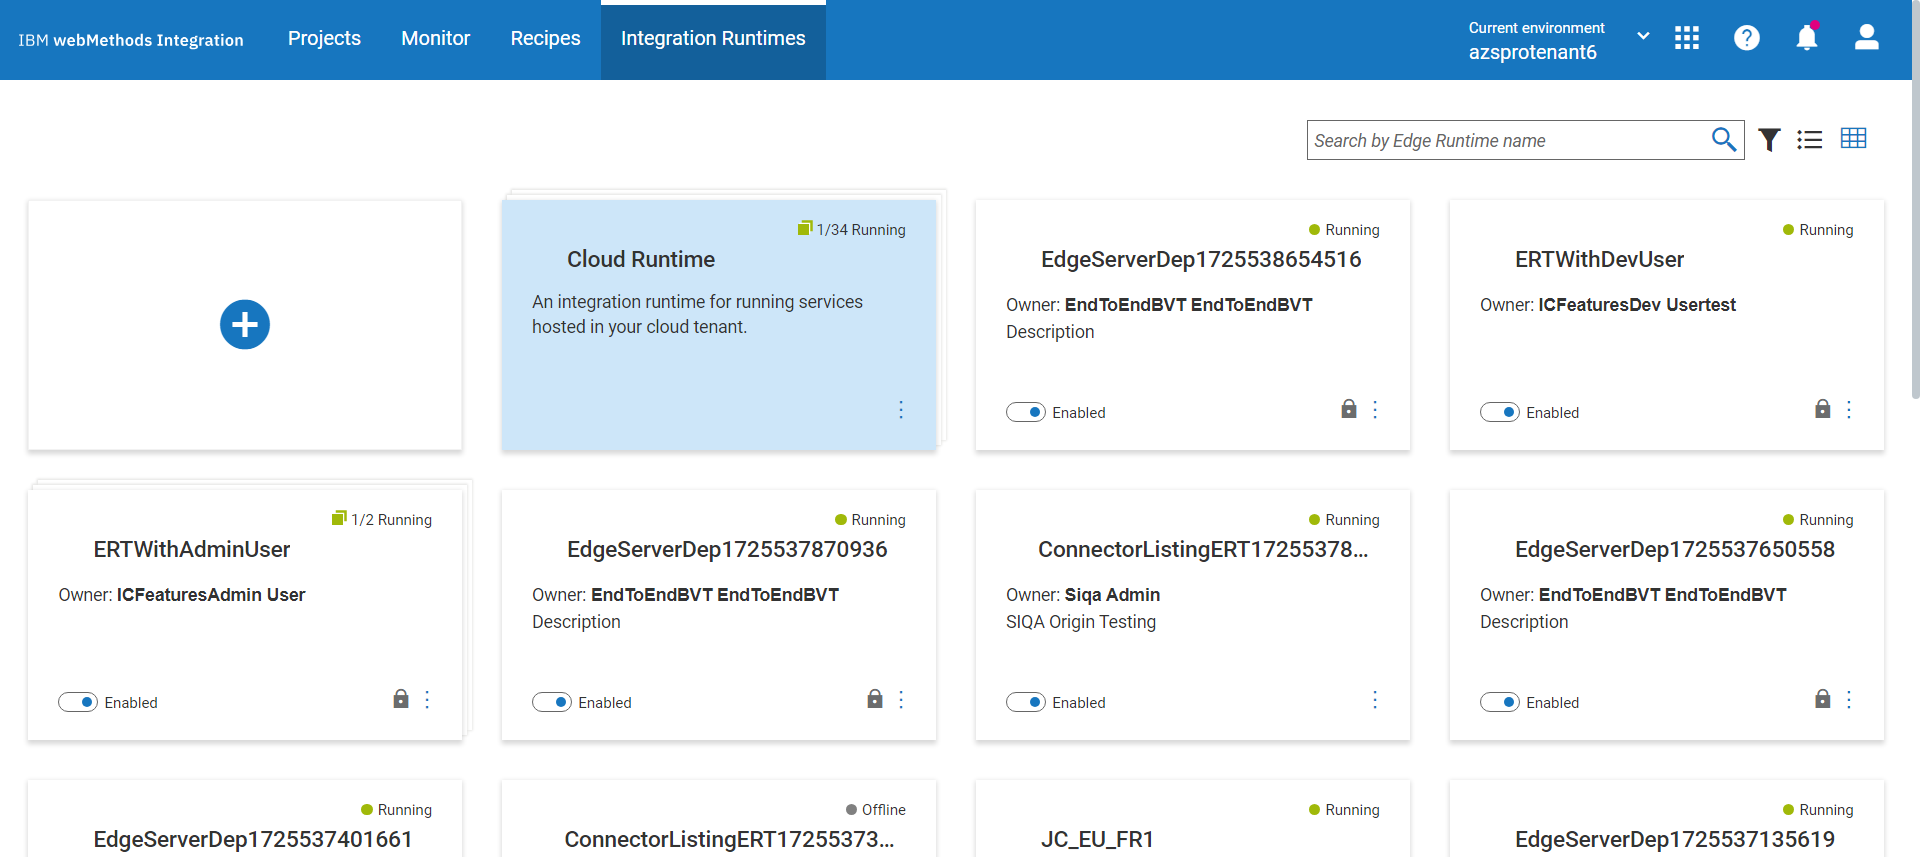 IBM webMethods Integration
Projects
Monitor
Recipes
Integration Runtimes
Current environment
azsprotenant6
Search by Edge Runtime name
1/34 Running
Cloud Runtime
An integration runtime for running services
hosted in your cloud tenant.
Running
EdgeServerDep1725538654516
Owner: EndToEndBVT EndToEndBVT
Description
Enabled
Running
ERTWithDevUser
Owner: ICFeaturesDev Usertest
Enabled
1/2 Running
ERTWithAdminUser
Owner: ICFeaturesAdmin User
Enabled
Running
EdgeServerDep1725537870936
Owner: EndToEndBVT EndToEndBVT
Description
Enabled
Running
ConnectorListingERT17255378...
Owner: Siqa Admin
SIQA Origin Testing
Enabled
Running
EdgeServerDep1725537650558
Owner: EndToEndBVT EndToEndBVT
Description
Enabled
Running
EdgeServerDep1725537401661
Offline
ConnectorListingERT17255373...
Running
JC_EU_FR1
Running
EdgeServerDep1725537135619